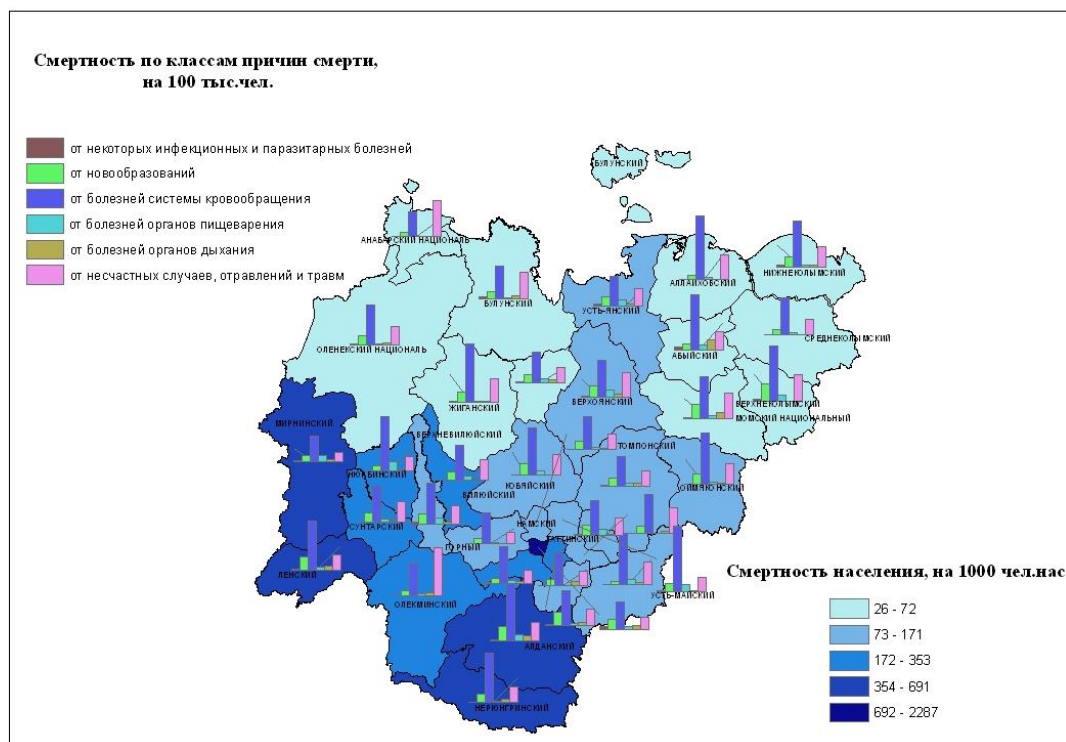 Смертность по классам причин смерти,
на 100 тыс.чел.
от некоторых инфекционных и паразитарных болезней
от новообразований
от болезней системы кровообращения
от болезней органов пищеварения
от болезней органов дыхания
от несчастных случаев, отравлений и травм
БУЛУНСКИЙ
АНАБАРСКИЙ НАЦИОНАЛЬ
НИЖНЕКОЛЫМСКИЙ
АЛЛАИХОВСКИЙ
БУЛУНСКИЙ
УСТЬ-ЯНСКИЙ
СРЕДНЕКОЛЫМСКИЙ
ОЛЕНЕКСКИЙ НАЦИОНАЛЬ
АБЫЙСКИЙ
ВЕРХОЯНСКИЙ
ВЕРХНЕКОЛЫМСКИЙ
ЖИГАНСКИЙ
МОМСКИЙ НАЦИОНАЛЬНЫЙ
МИРНИНСКИЙ
ВЕРХНЕВИЛЮЙСКИЙ
ТОМПОНСКИЙ
НЮРБИНСКИЙ
КОБЯЙСКИЙ
ОЙМЯКОНСКИЙ
ВИЛЮЙСКИЙ
СУНТАРСКИЙ
НАМСКИЙ
ТАТТИНСКИЙ
ГОРНЫЙ
ЛЕНСКИЙ
УСТЬ-МАЙСКИЙ
ОЛЕКМИНСКИЙ
АЛДАНСКИЙ
НЕРЮНГРИНСКИЙ
Смертность населения, на 1000 чел.нас
26 - 72
73 - 171
172 - 353
354 - 691
692 - 2287